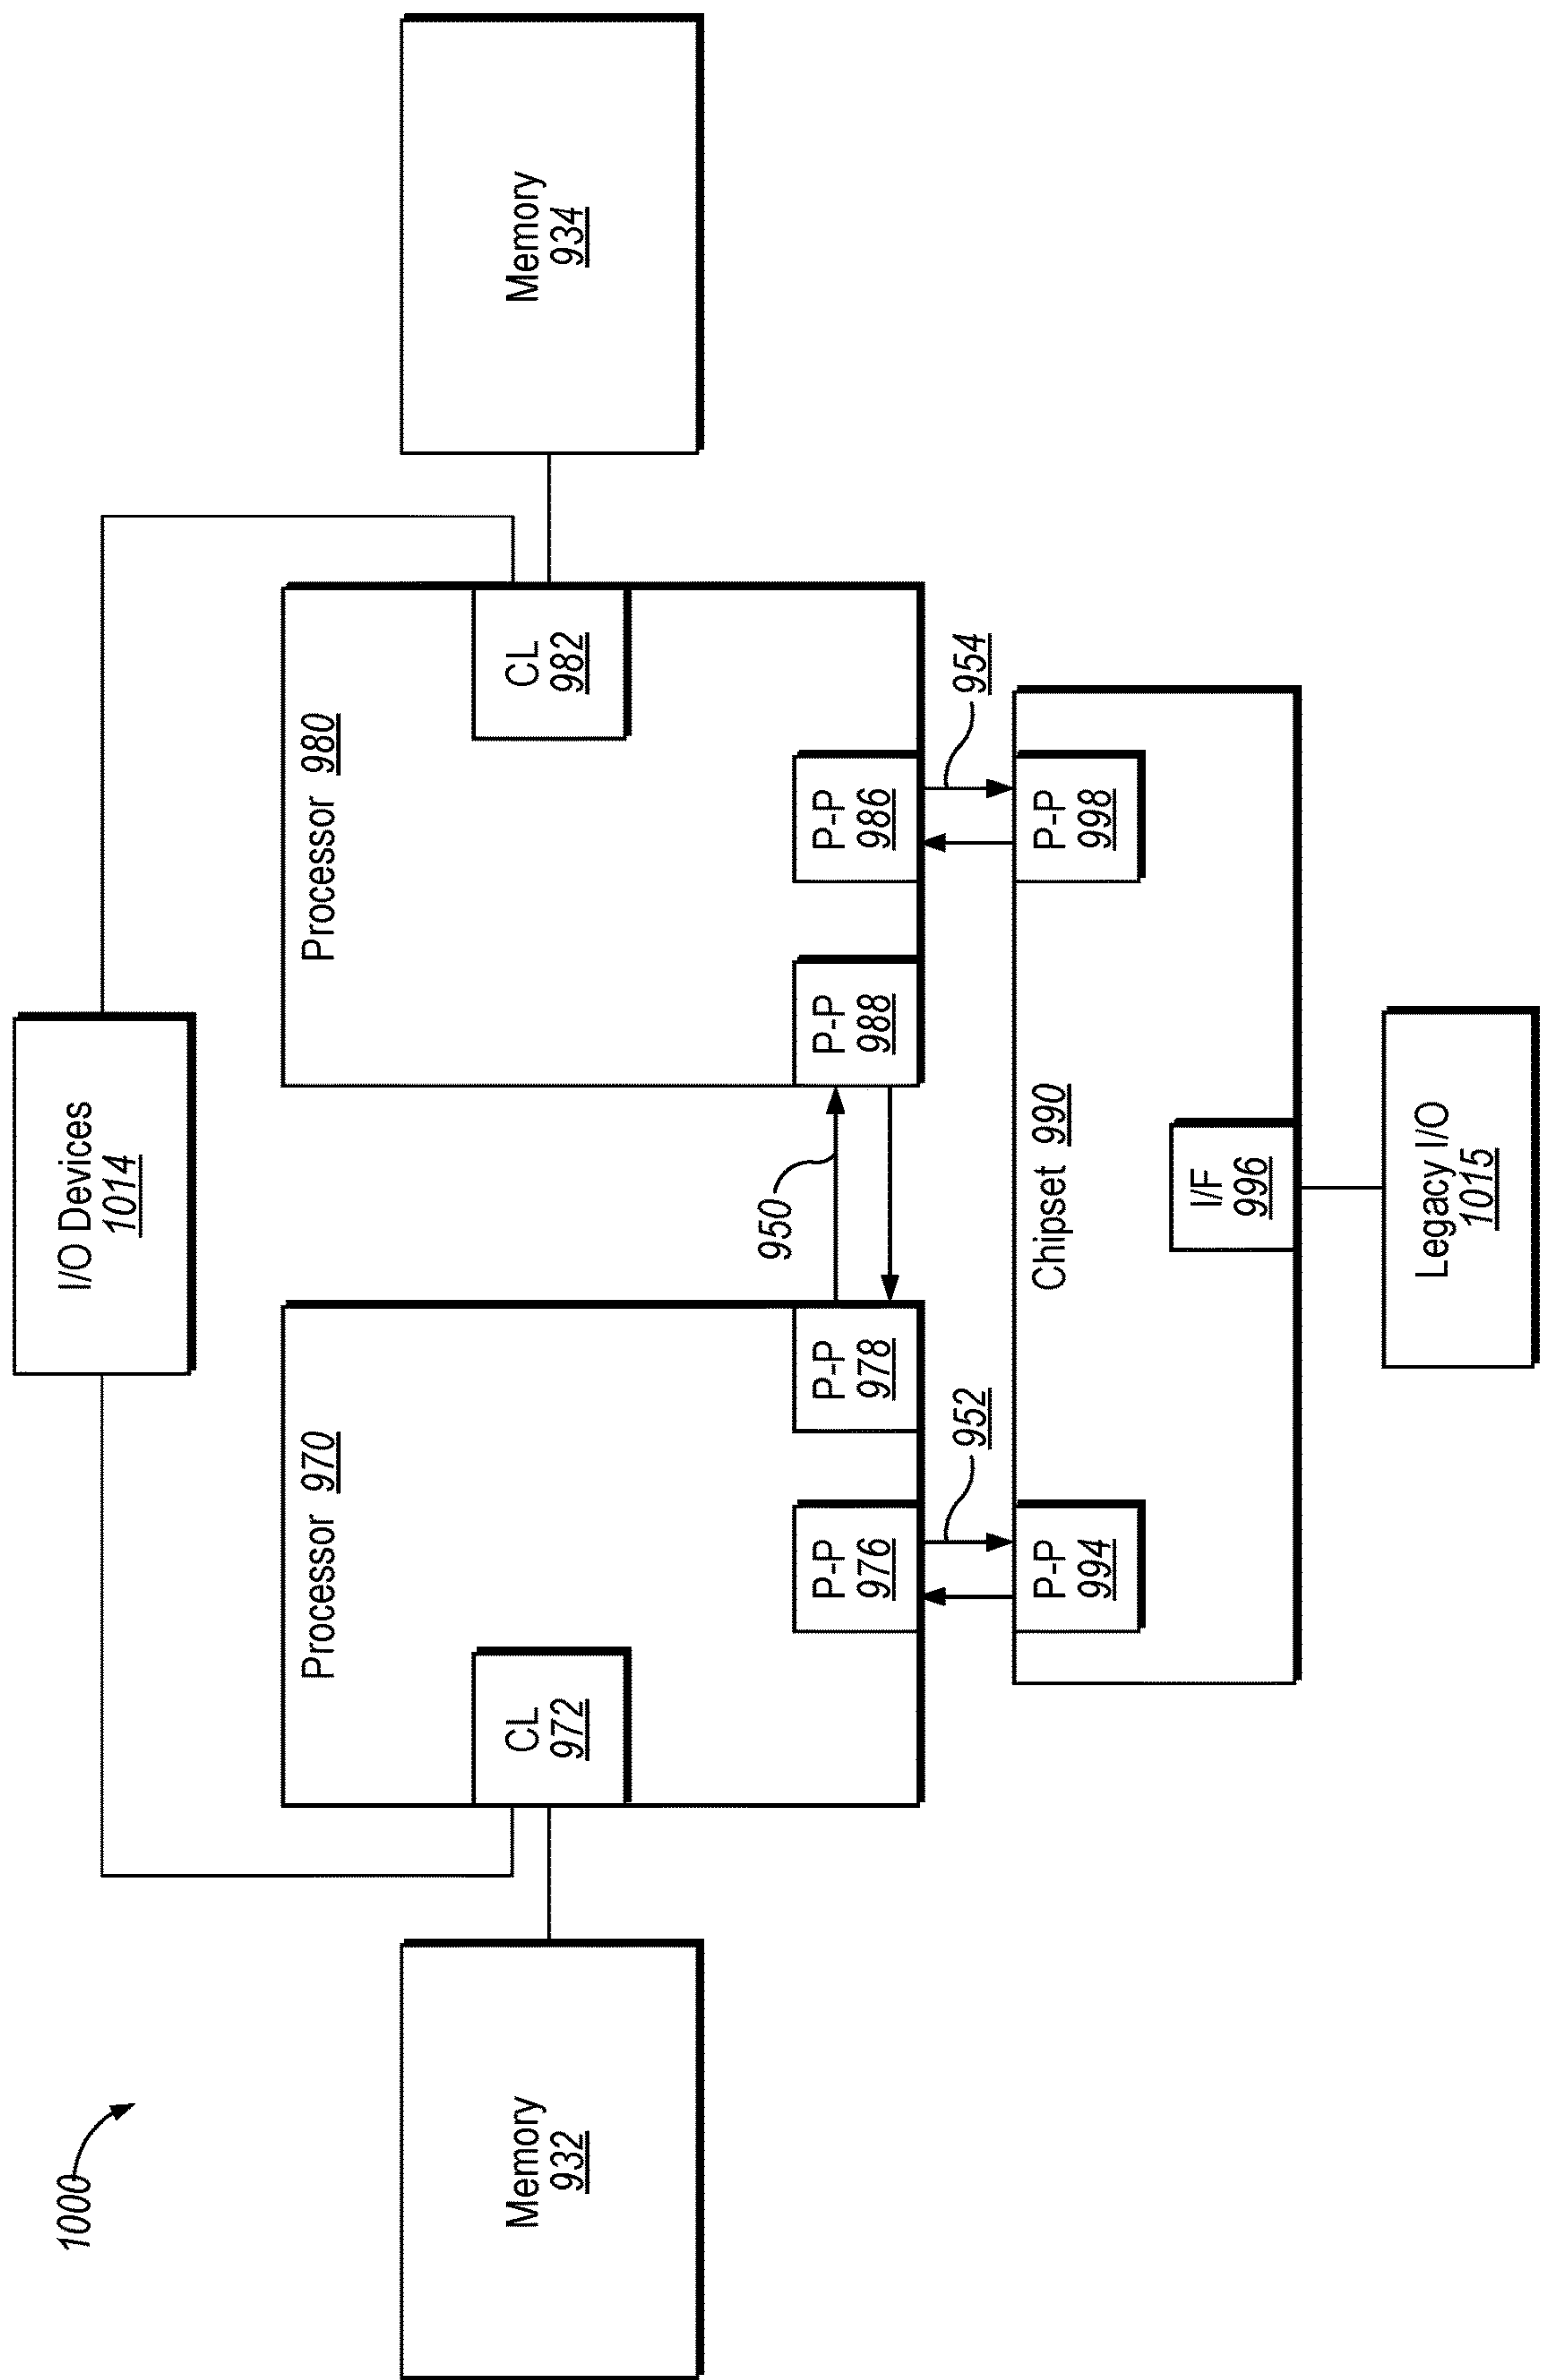 1000
I/O Devices
1014
Memory
932
Processor 970
CL
972
P-P
976
P-P
978
950
Processor 980
CL
982
P-P
988
P-P
986
Memory
934
952
954
Chipset 990
P-P
994
P-P
998
I/F
996
Legacy I/O
1015